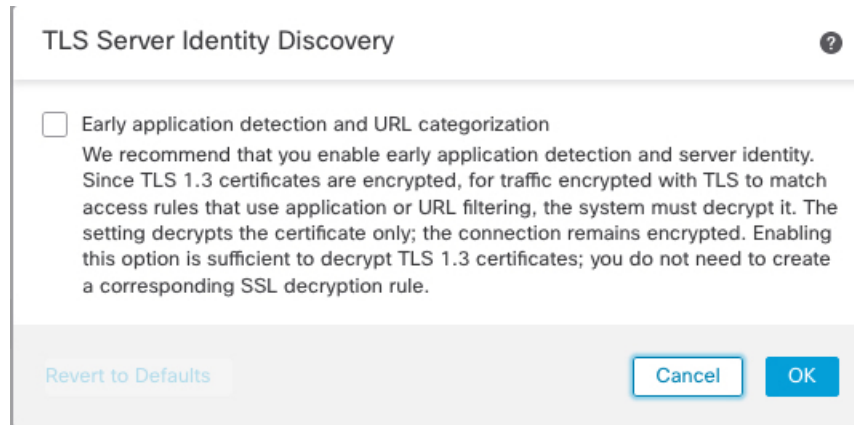 TLS Server Identity Discovery
?
Early application detection and URL categorization
We recommend that you enable early application detection and server identity.
Since TLS 1.3 certificates are encrypted, for traffic encrypted with TLS to match
access rules that use application or URL filtering, the system must decrypt it. The
setting decrypts the certificate only; the connection remains encrypted. Enabling
this option is sufficient to decrypt TLS 1.3 certificates; you do not need to create
a corresponding SSL decryption rule.
Revert to Defaults
Cancel
OK